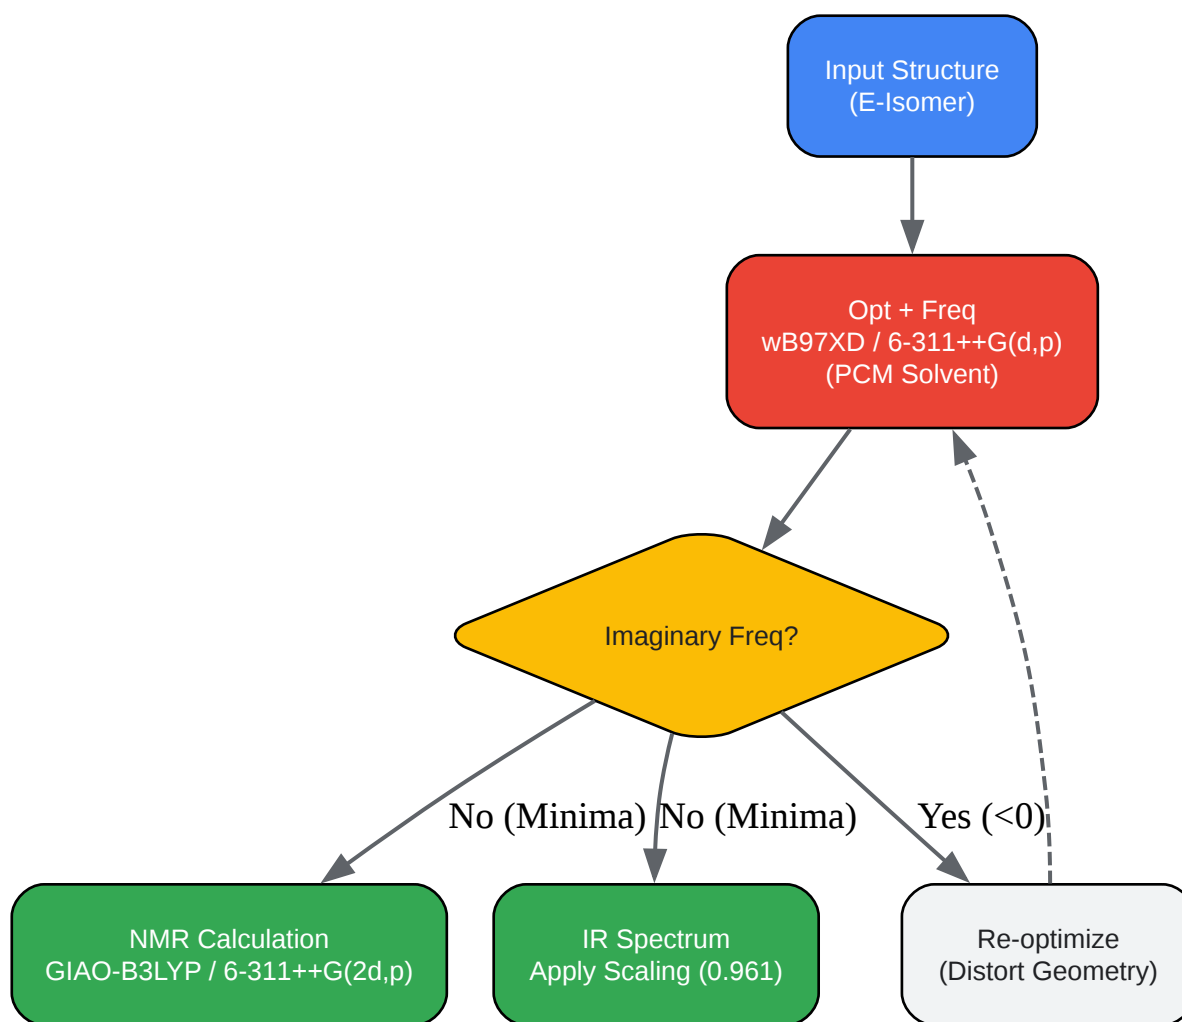 Input Structure
(E-Isomer)
Opt + Freq
wB97XD / 6-311++G(d,p)
(PCM Solvent)
Imaginary Freq?
No (Minima)
No (Minima)
Yes (<0)
NMR Calculation
GIAO-B3LYP / 6-311++G(2d,p)
IR Spectrum
Apply Scaling (0.961)
Re-optimize
(Distort Geometry)